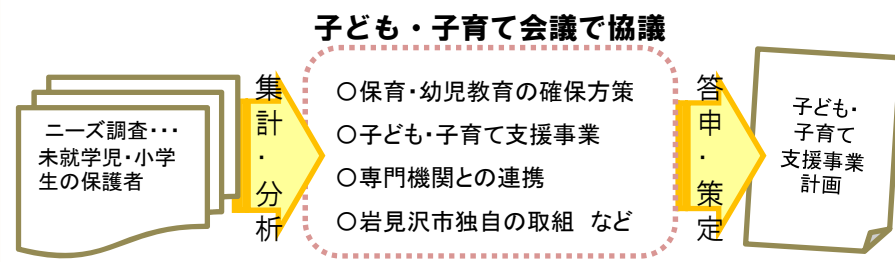 子ども・子育て会議で協議
ニーズ調査･･･
未就学児・小学
生の保護者
集計・分析
○保育・幼児教育の確保方策
○子ども・子育て支援事業
○専門機関との連携
○岩見沢市独自の取組 など
答申・策定
子ども・
子育て
支援事業
計画